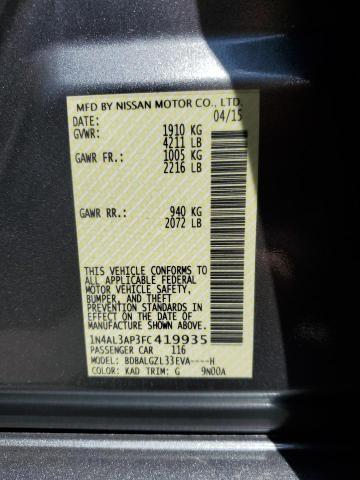 MFD BY NISSAN MOTOR CO., LTD.
DATE: 04/15
GVWR: 1910 KG
4211 LB
GAWR FR.: 1005 KG
2216 LB
GAWR RR.: 940 KG
2072 LB
THIS VEHICLE CONFORMS TO
ALL APPLICABLE FEDERAL
MOTOR VEHICLE SAFETY,
BUMPER, AND THEFT
PREVENTION STANDARDS IN
EFFECT ON THE DATE OF
MANUFACTURE SHOWN
ABOVE.
1N4AL3AP3FC419935
PASSENGER CAR 116
MODEL: BDBALGZL33EVA----H
COLOR: KAD TRIM: G 9N00A